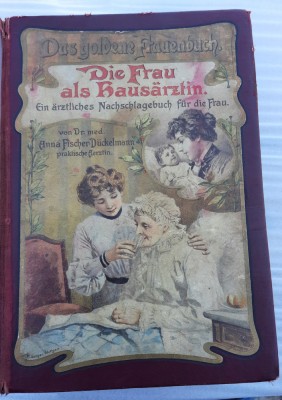 Das goldene Frauenbuch.
Die Frau
als Hausärztin.
Ein ärztliches Nachschlagebuch für die Frau.
von Dr. med.
Anna Fischer-Dückelmann
praktische Ärztin.